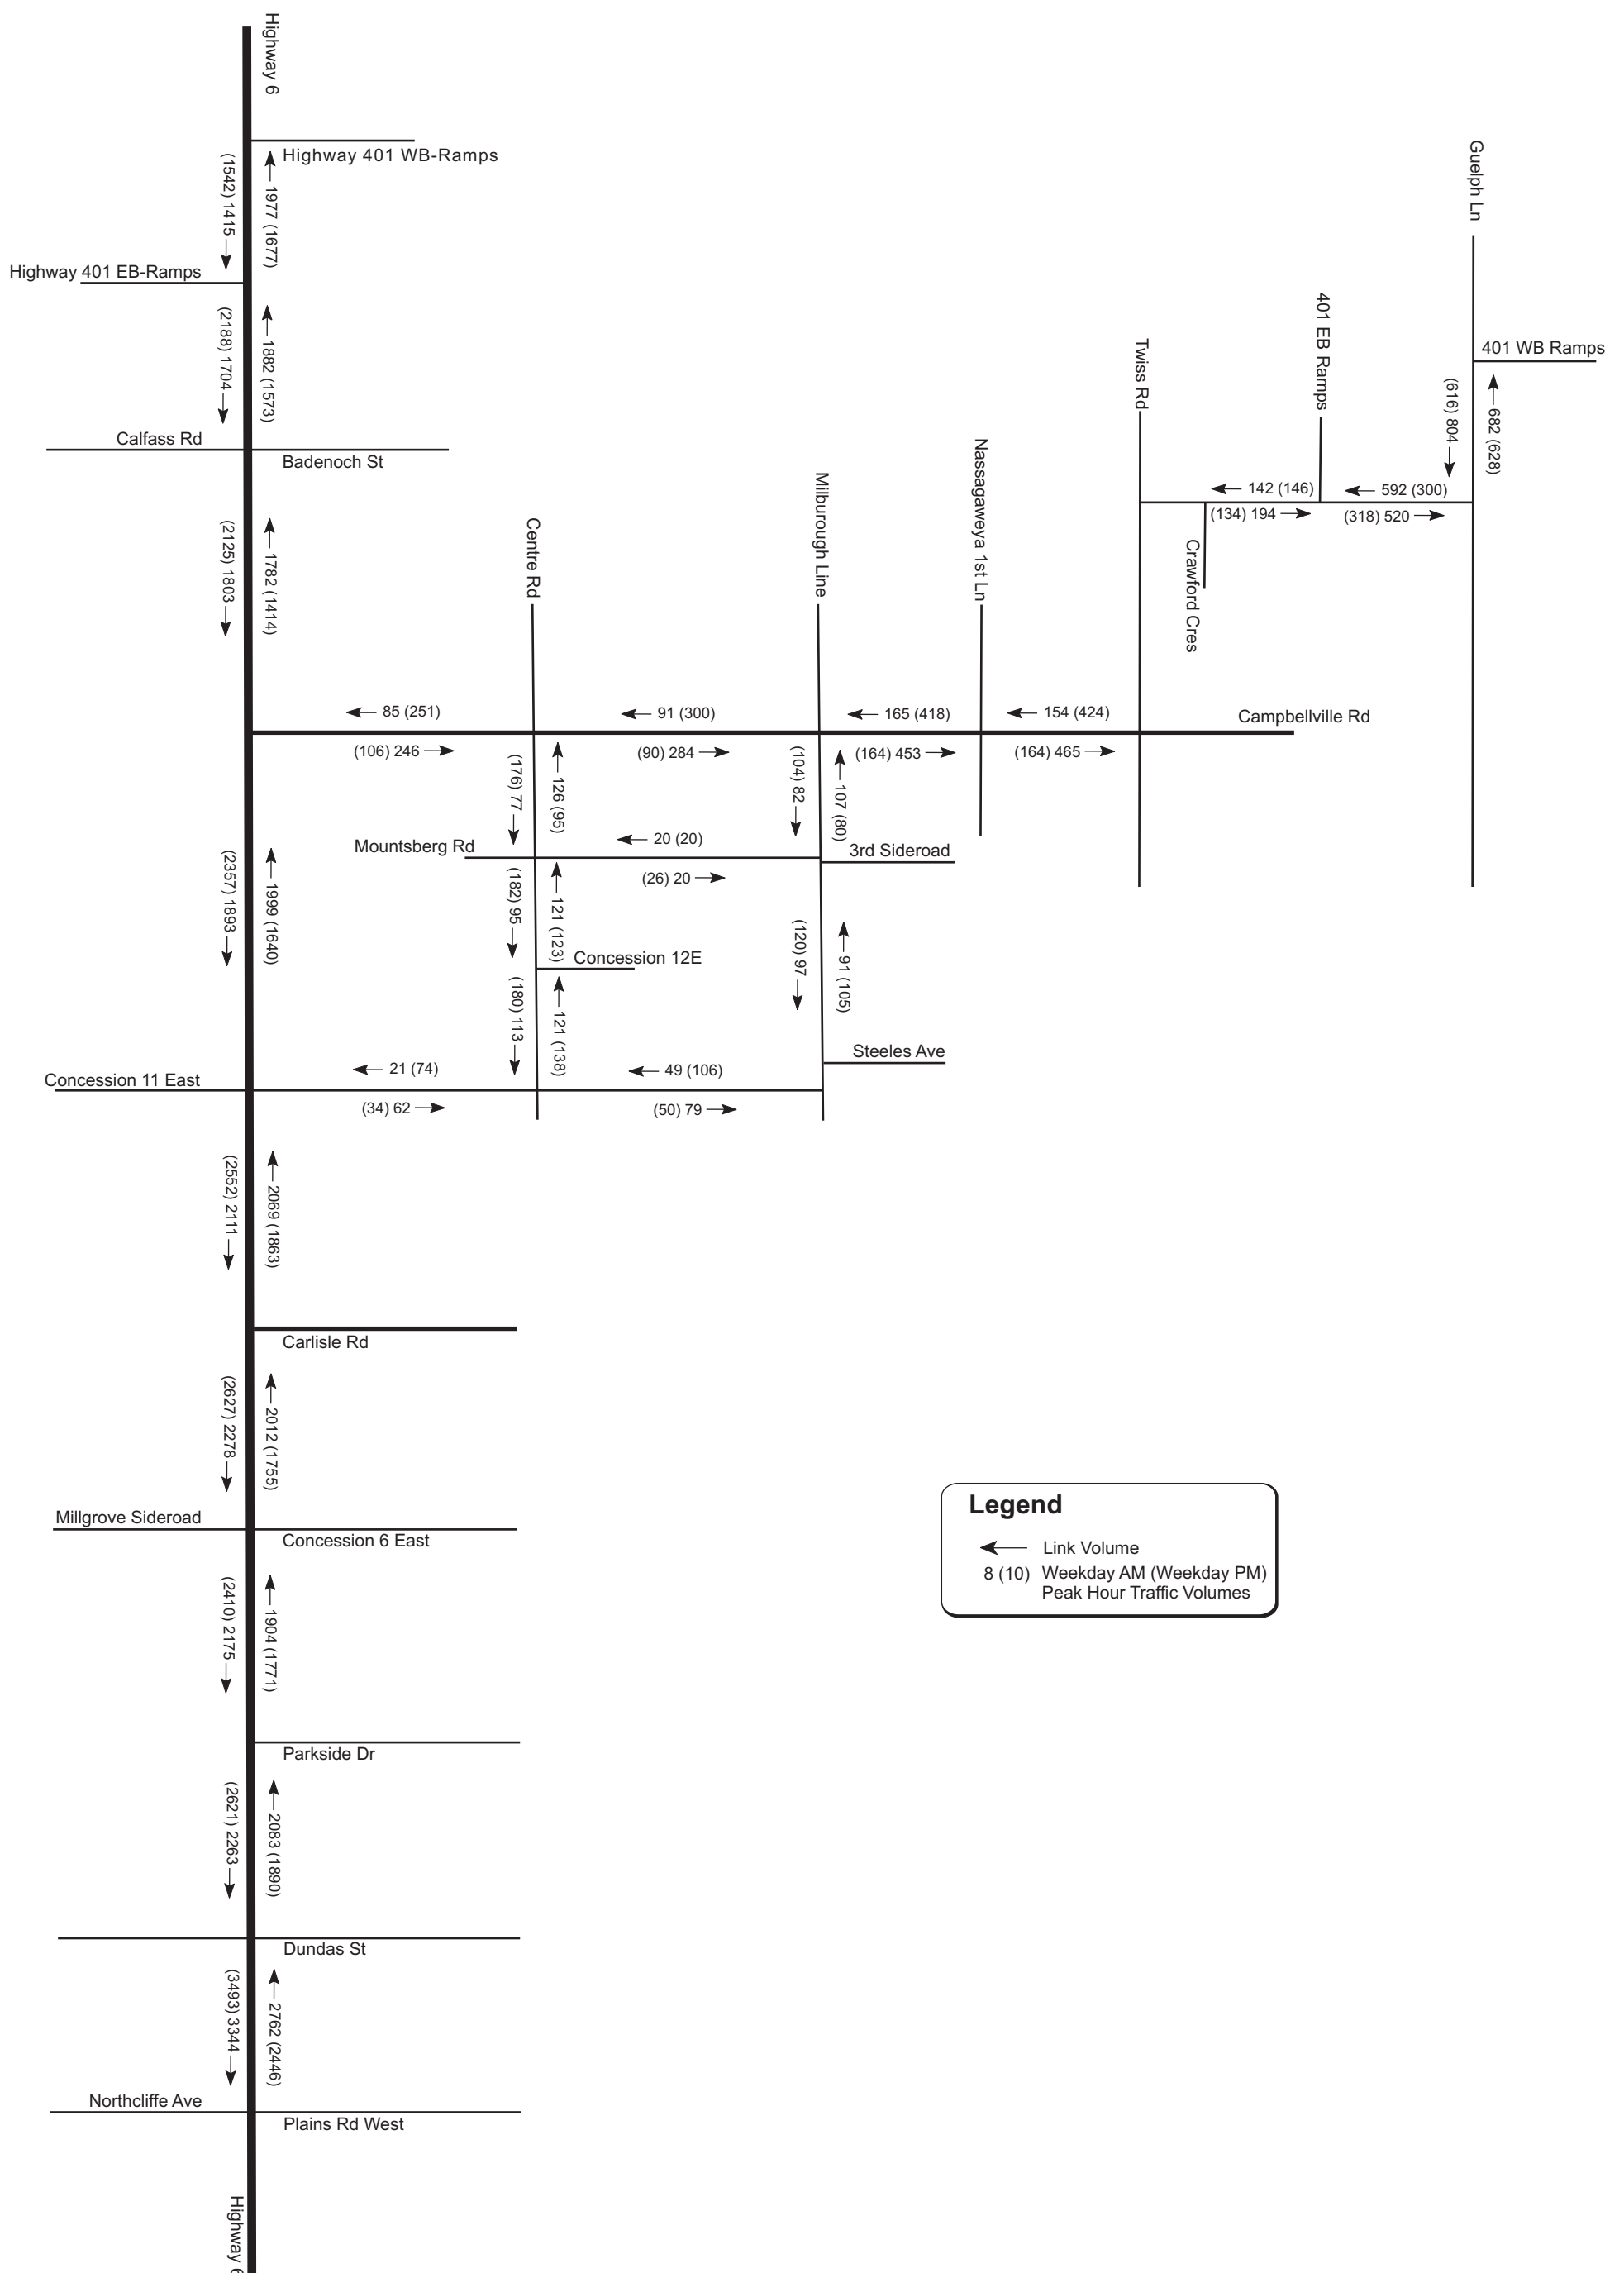 Highway 6
Highway 401 WB-Ramps
(1542) 1415
1977 (1677)
Guelph Ln
Highway 401 EB-Ramps
(2188) 1704
1882 (1573)
401 EB Ramps
401 WB Ramps
Twiss Rd
(616) 804
682 (628)
Calfass Rd
Badenoch St
Nassagaweya 1st Ln
Milburough Line
142 (146)
592 (300)
(134) 194
(318) 520
Centre Rd
(2125) 1803
1782 (1414)
Crawford Cres
85 (251)
91 (300)
165 (418)
154 (424)
Campbellville Rd
(106) 246
(90) 284
(164) 453
(164) 465
(176) 77
126 (95)
(104) 82
107 (80)
Mountsberg Rd
20 (20)
3rd Sideroad
(26) 20
(2357) 1893
1999 (1640)
(182) 95
121 (123)
(120) 97
91 (105)
Concession 12E
(180) 113
121 (138)
Steeles Ave
Concession 11 East
21 (74)
49 (106)
(34) 62
(50) 79
(2552) 2111
2069 (1863)
Carlisle Rd
(2627) 2278
2012 (1755)
Millgrove Sideroad
Concession 6 East
Legend
Link Volume
8 (10) Weekday AM (Weekday PM)
Peak Hour Traffic Volumes
(2410) 2175
1904 (1771)
Parkside Dr
(2621) 2263
2083 (1890)
Dundas St
(3493) 3344
2762 (2446)
Northcliffe Ave
Plains Rd West
Highway 6